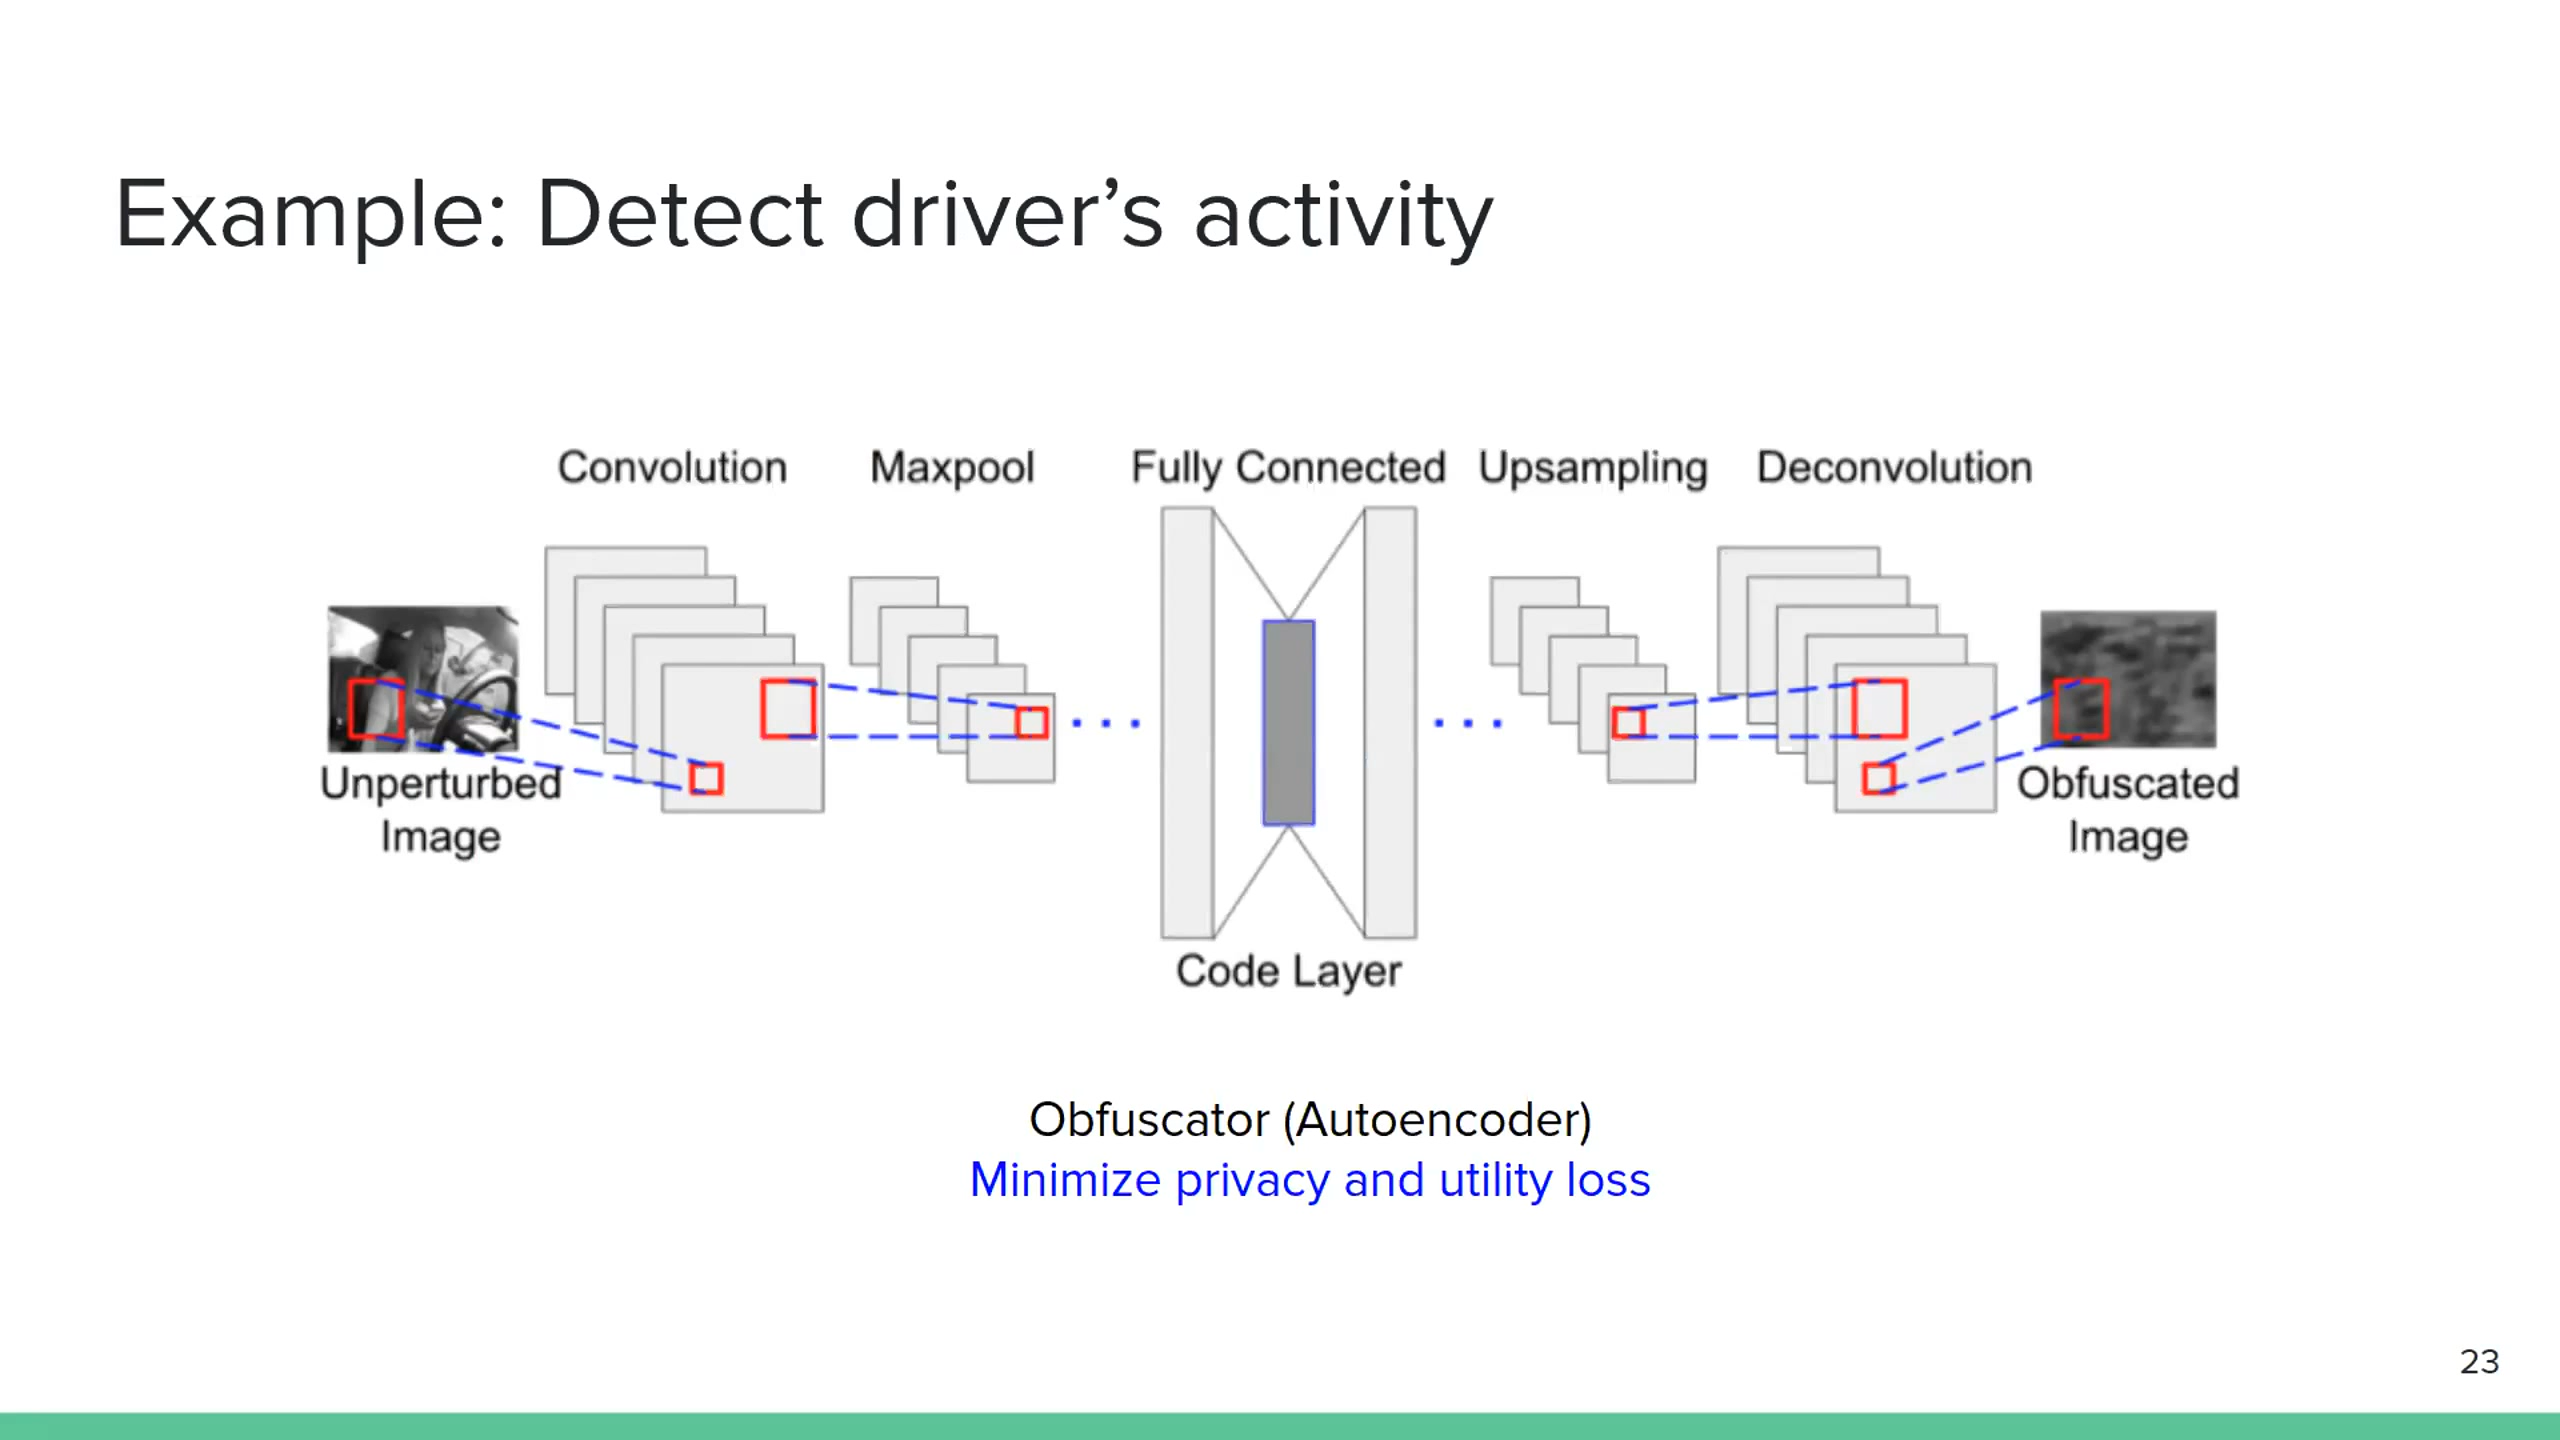 Example: Detect driver’s activity
Convolution
Maxpool
Fully Connected
Upsampling
Deconvolution
Unperturbed
Image
Obfuscated
Image
Code Layer
Obfuscator (Autoencoder)
Minimize privacy and utility loss
23